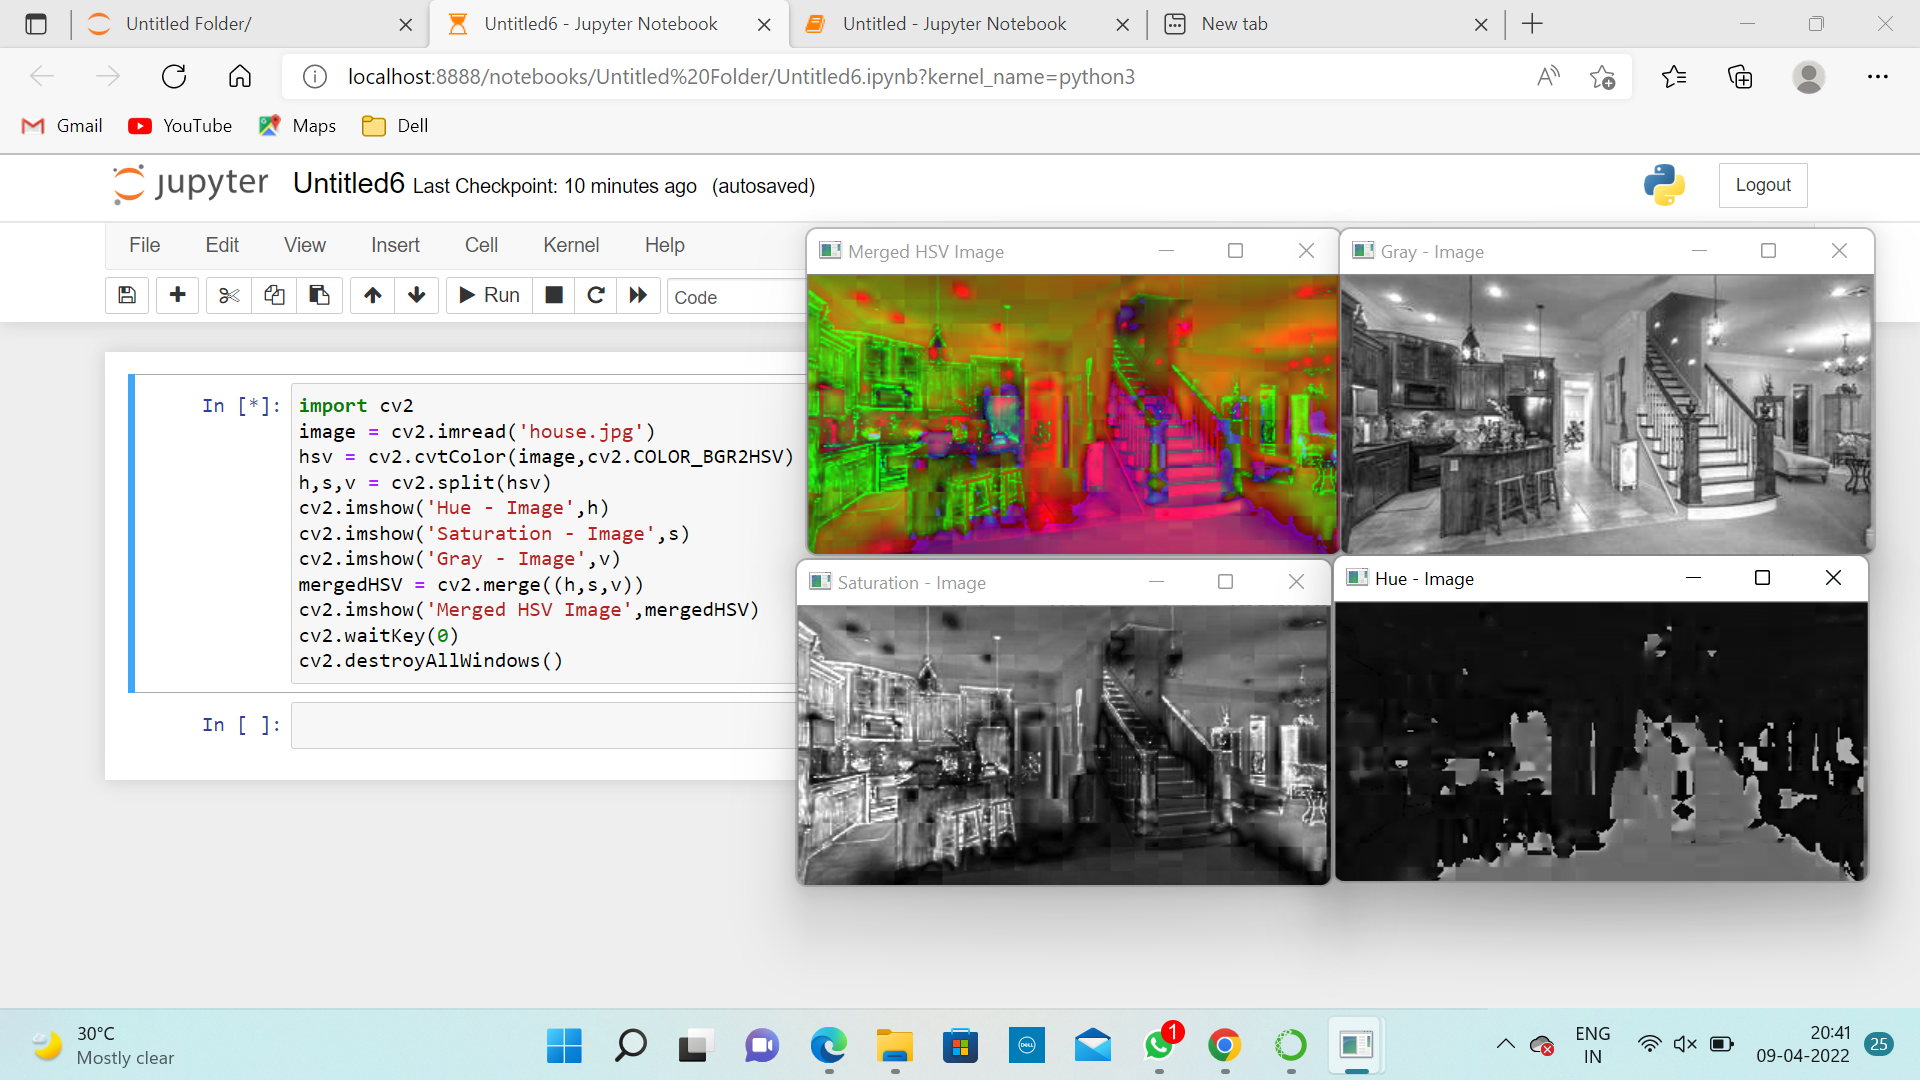 Untitled Folder/
Untitled6 - Jupyter Notebook
Untitled - Jupyter Notebook
New tab
localhost:8888/notebooks/Untitled%20Folder/Untitled6.ipynb?kernel_name=python3
Gmail YouTube Maps Dell
jupyter Untitled6 Last Checkpoint: 10 minutes ago (autosaved)
Logout
File Edit View Insert Cell Kernel Help
Run Code
In [*]:
import cv2
image = cv2.imread('house.jpg')
hsv = cv2.cvtColor(image,cv2.COLOR_BGR2HSV)
h,s,v = cv2.split(hsv)
cv2.imshow('Hue - Image',h)
cv2.imshow('Saturation - Image',s)
cv2.imshow('Gray - Image',v)
mergedHSV = cv2.merge((h,s,v))
cv2.imshow('Merged HSV Image',mergedHSV)
cv2.waitKey(0)
cv2.destroyAllWindows()
In [ ]:
Merged HSV Image
Gray - Image
Saturation - Image
Hue - Image
30°C
Mostly clear
DELL
1
ENG
IN
20:41
09-04-2022
25